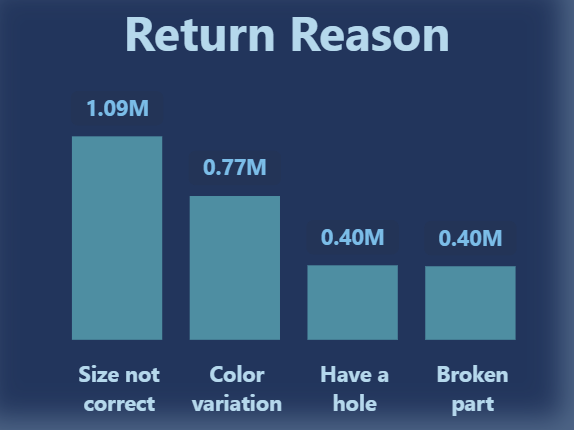 Return Reason
1.09M
0.77M
0.40M
0.40M
Size not
correct
Color
variation
Have a
hole
Broken
part